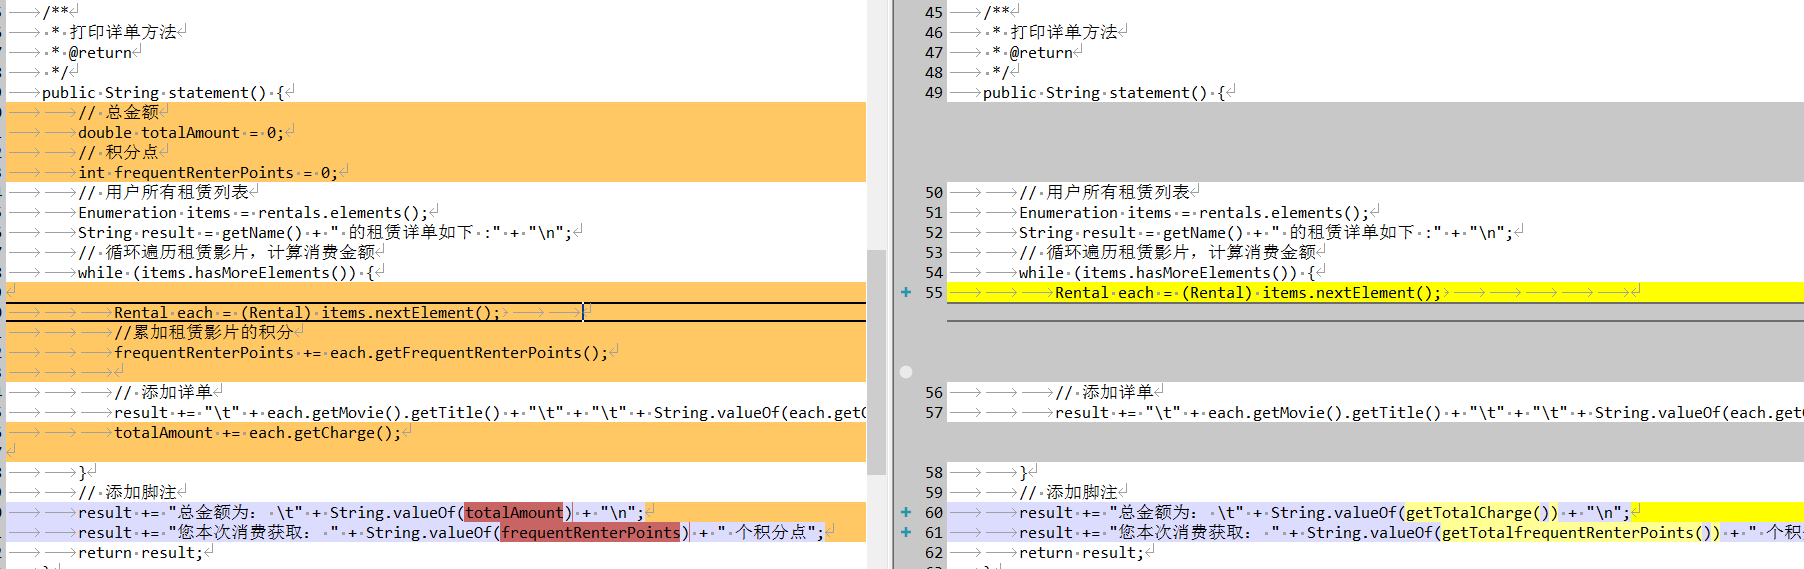 /**
* 打印详单方法
* @return
*/
public String statement() {
// 总金额
double totalAmount = 0;
// 积分点
int frequentRenterPoints = 0;
// 用户所有租赁列表
Enumeration items = rentals.elements();
String result = getName() + " 的租赁详单如下 :" + "\n";
// 循环遍历租赁影片，计算消费金额
while (items.hasMoreElements()) {
Rental each = (Rental) items.nextElement();
//累加租赁影片的积分
frequentRenterPoints += each.getFrequentRenterPoints();
// 添加详单
result += "\t" + each.getMovie().getTitle() + "\t" + "\t" + String.valueOf(each.get
totalAmount += each.getCharge();
}
// 添加脚注
result += "总金额为： \t" + String.valueOf(totalAmount) + "\n";
result += "您本次消费获取： " + String.valueOf(frequentRenterPoints) + " 个积分点";
return result;
45 /**
46 * 打印详单方法
47 * @return
48 */
49 public String statement() {
50 // 用户所有租赁列表
51 Enumeration items = rentals.elements();
52 String result = getName() + " 的租赁详单如下 :" + "\n";
53 // 循环遍历租赁影片，计算消费金额
54 while (items.hasMoreElements()) {
55 Rental each = (Rental) items.nextElement();
56 // 添加详单
57 result += "\t" + each.getMovie().getTitle() + "\t" + "\t" + String.valueOf(each.get
58 }
59 // 添加脚注
60 result += "总金额为： \t" + String.valueOf(getTotalCharge()) + "\n";
61 result += "您本次消费获取： " + String.valueOf(getTotalfrequentRenterPoints()) + " 个积
62 return result;